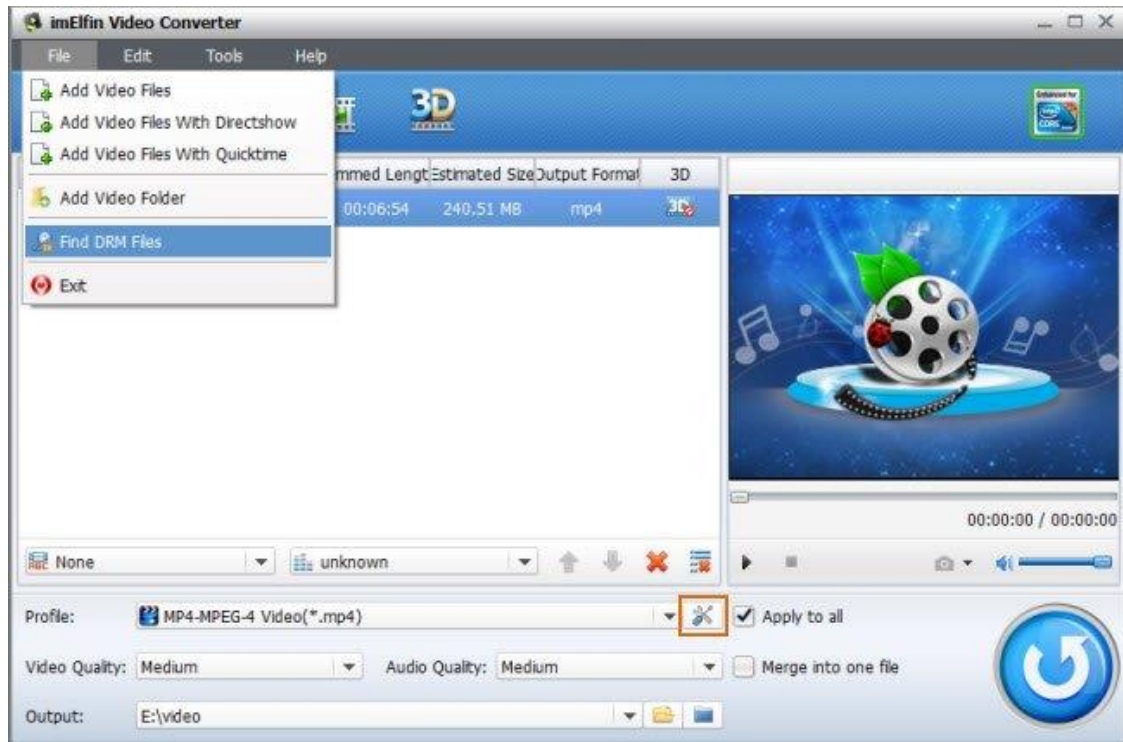 imElfin Video Converter
File Edit Tools Help
Add Video Files
Add Video Files With Directshow
Add Video Files With Quicktime
Add Video Folder
Find DRM Files
Exit
3D
mmed Lengt Estimated Size Output Format 3D
00:06:54 240,51 MB mp4 3D
00:00:00 / 00:00:00
None unknown
Profile: MP4-MPEG-4 Video(*.mp4) Apply to all
Video Quality: Medium Audio Quality: Medium Merge into one file
Output: E:\video